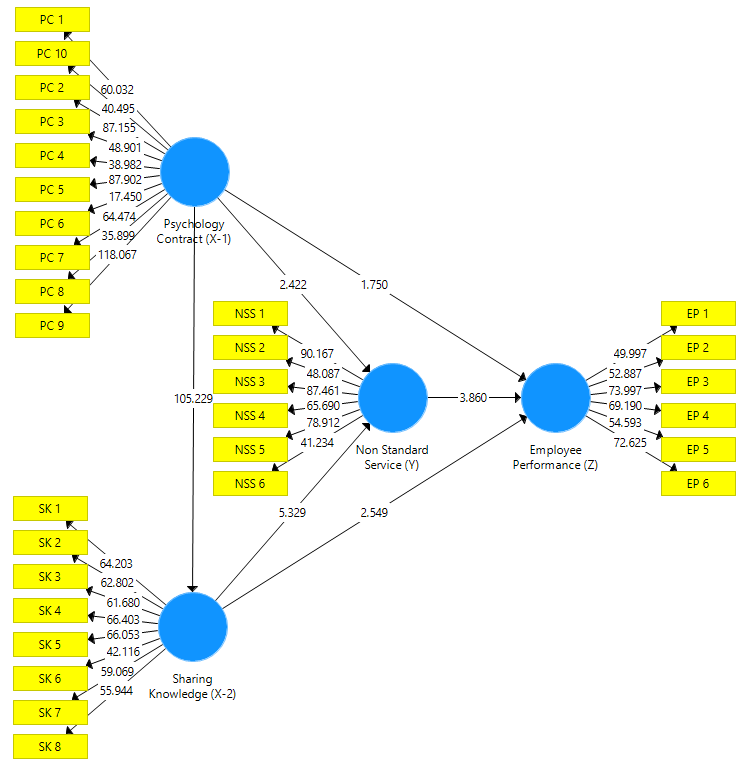 PC 1
PC 10
PC 2
PC 3
PC 4
PC 5
PC 6
PC 7
PC 8
PC 9
60.032
40.495
87.155
48.901
38.982
87.902
17.450
64.474
35.899
118.067
Psychology
Contract (X-1)
2.422
1.750
105.229
NSS 1
NSS 2
NSS 3
NSS 4
NSS 5
NSS 6
90.167
48.087
87.461
65.690
78.912
41.234
Non Standard
Service (Y)
3.860
Employee
Performance (Z)
49.997
52.887
73.997
69.190
54.593
72.625
EP 1
EP 2
EP 3
EP 4
EP 5
EP 6
5.329
2.549
SK 1
SK 2
SK 3
SK 4
SK 5
SK 6
SK 7
SK 8
64.203
62.802
61.680
66.403
66.053
42.116
59.069
55.944
Sharing
Knowledge (X-2)